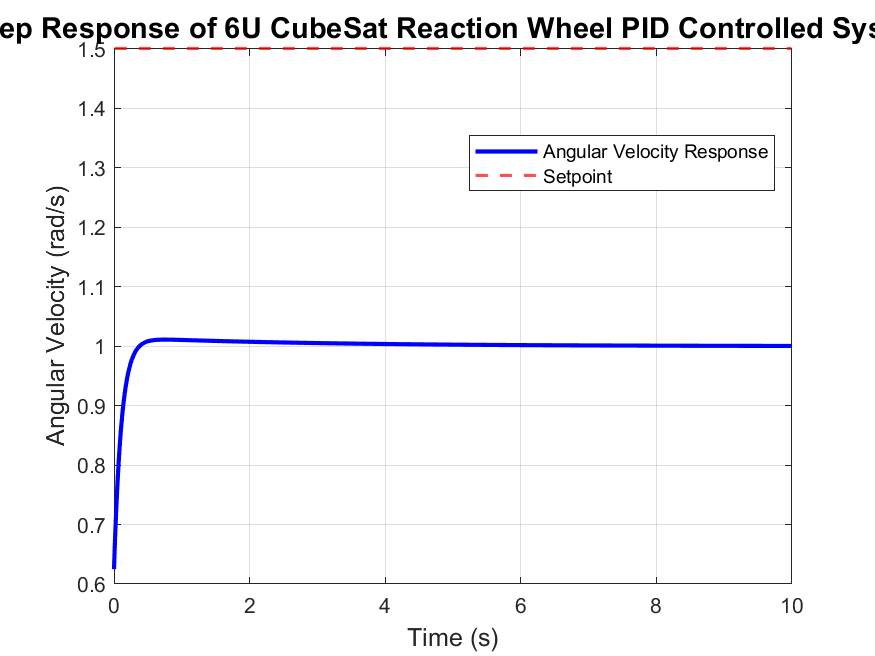 ep Response of 6U CubeSat Reaction Wheel PID Controlled Sys
1.5
1.4
1.3
1.2
1.1
1
0.9
0.8
0.7
0.6
Angular Velocity (rad/s)
Angular Velocity Response
Setpoint
0 2 4 6 8 10
Time (s)